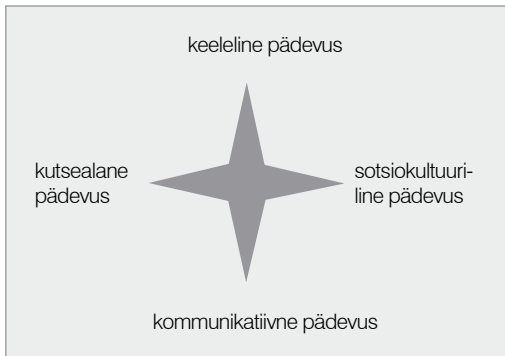 keeleline pädevus
kutsealane
pädevus
sotsiokultuuri-
line pädevus
kommunikatiivne pädevus